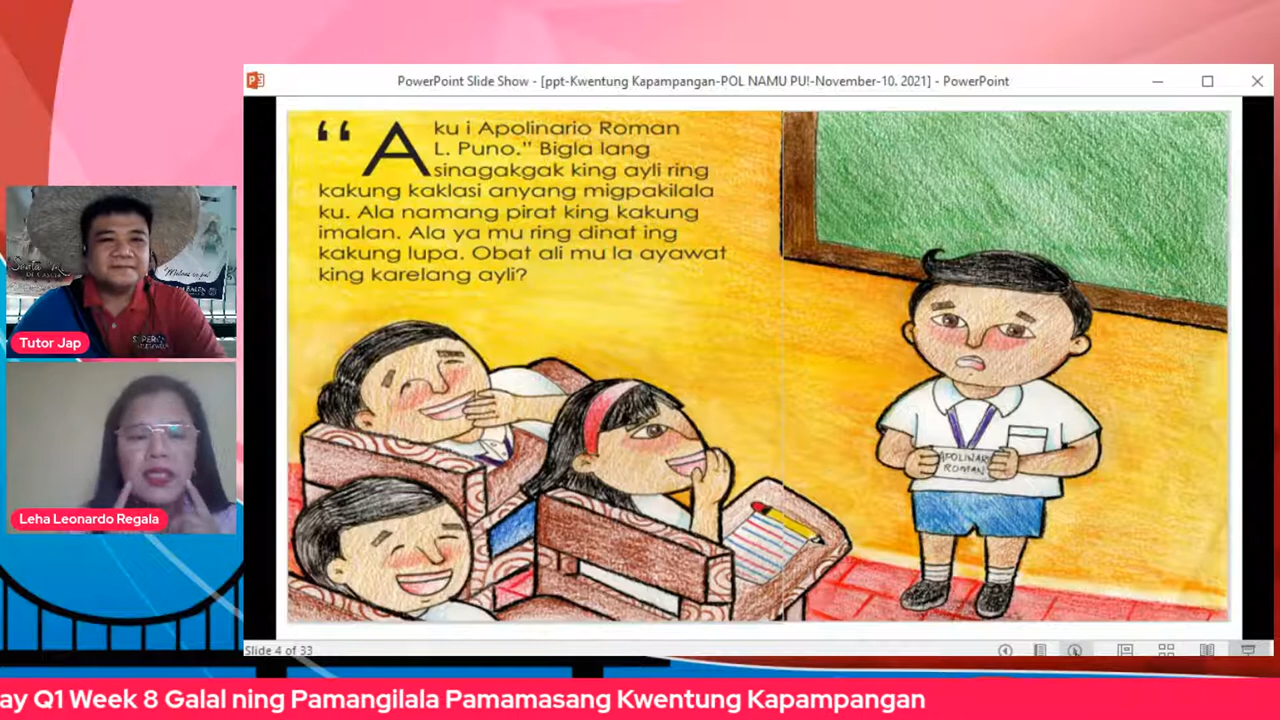 PowerPoint Slide Show - [ppt-Kwentung Kapampangan-POL NAMU PU!-November-10. 2021] - PowerPoint
“Aku i Apolinario Roman
L. Puno.” Bigla lang
sinagakgak king ayli ring
kakung kaklasi anyang migpakilala
ku. Ala namang pirat king kakung
imalan. Ala ya mu ring dinat ing
kakung lupa. Obat ali mu la ayawat
king karelang ayli?
APOLINARI
ROMAN
Tutor Jap
Leha Leonardo Regala
Slide 4 of 33
ay Q1 Week 8 Galal ning Pamangilala Pamamasang Kwentung Kapampangan